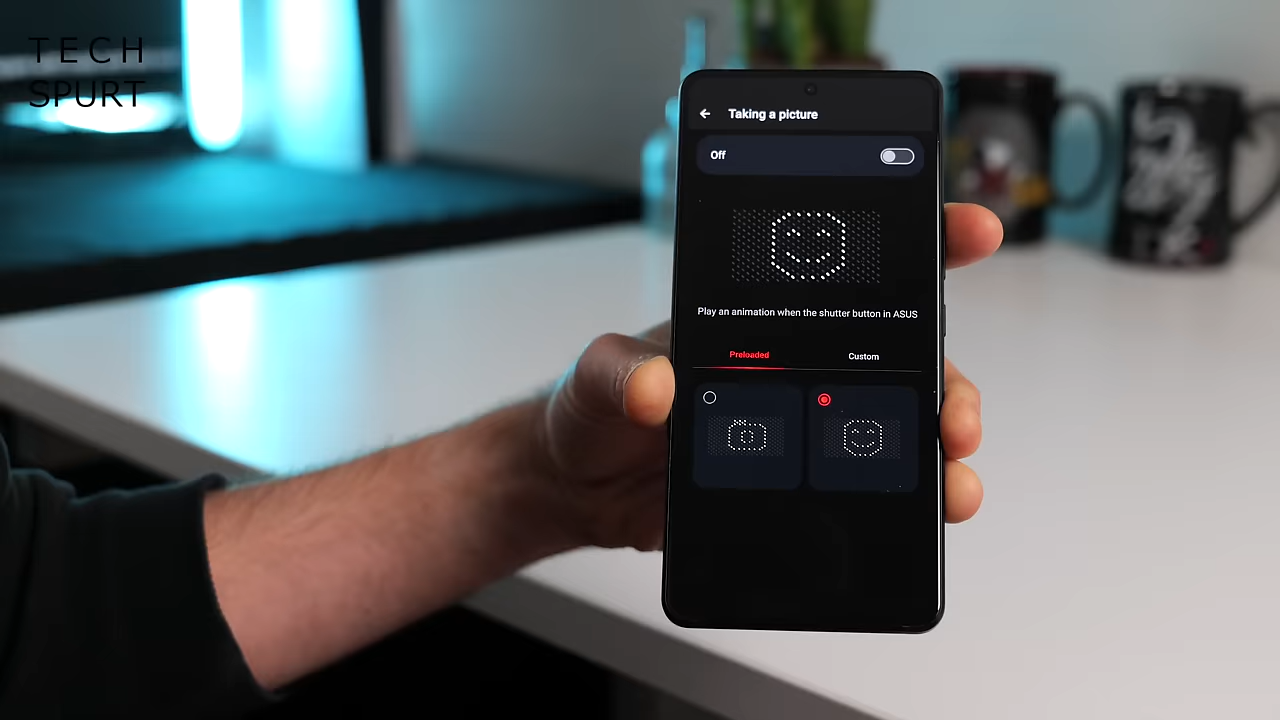 TECH
SPURT
Taking a picture
Off
Play an animation when the shutter button in ASUS
Preloaded
Custom